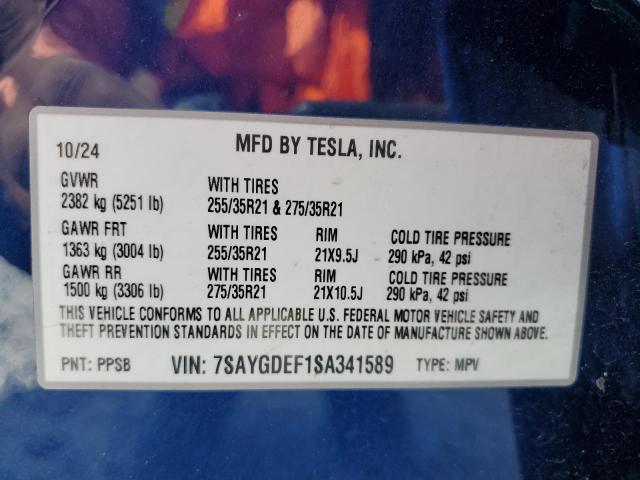 10/24 MFD BY TESLA, INC.
GVWR WITH TIRES
2382 kg (5251 lb) 255/35R21 & 275/35R21
GAWR FRT WITH TIRES RIM COLD TIRE PRESSURE
1363 kg (3004 lb) 255/35R21 21X9.5J 290 kPa, 42 psi
GAWR RR WITH TIRES RIM COLD TIRE PRESSURE
1500 kg (3306 lb) 275/35R21 21X10.5J 290 kPa, 42 psi
THIS VEHICLE CONFORMS TO ALL APPLICABLE U.S. FEDERAL MOTOR VEHICLE SAFETY AND
THEFT PREVENTION STANDARDS IN EFFECT ON THE DATE OF MANUFACTURE SHOWN ABOVE.
PNT: PPSB VIN: 7SAYGDEF1SA341589 TYPE: MPV